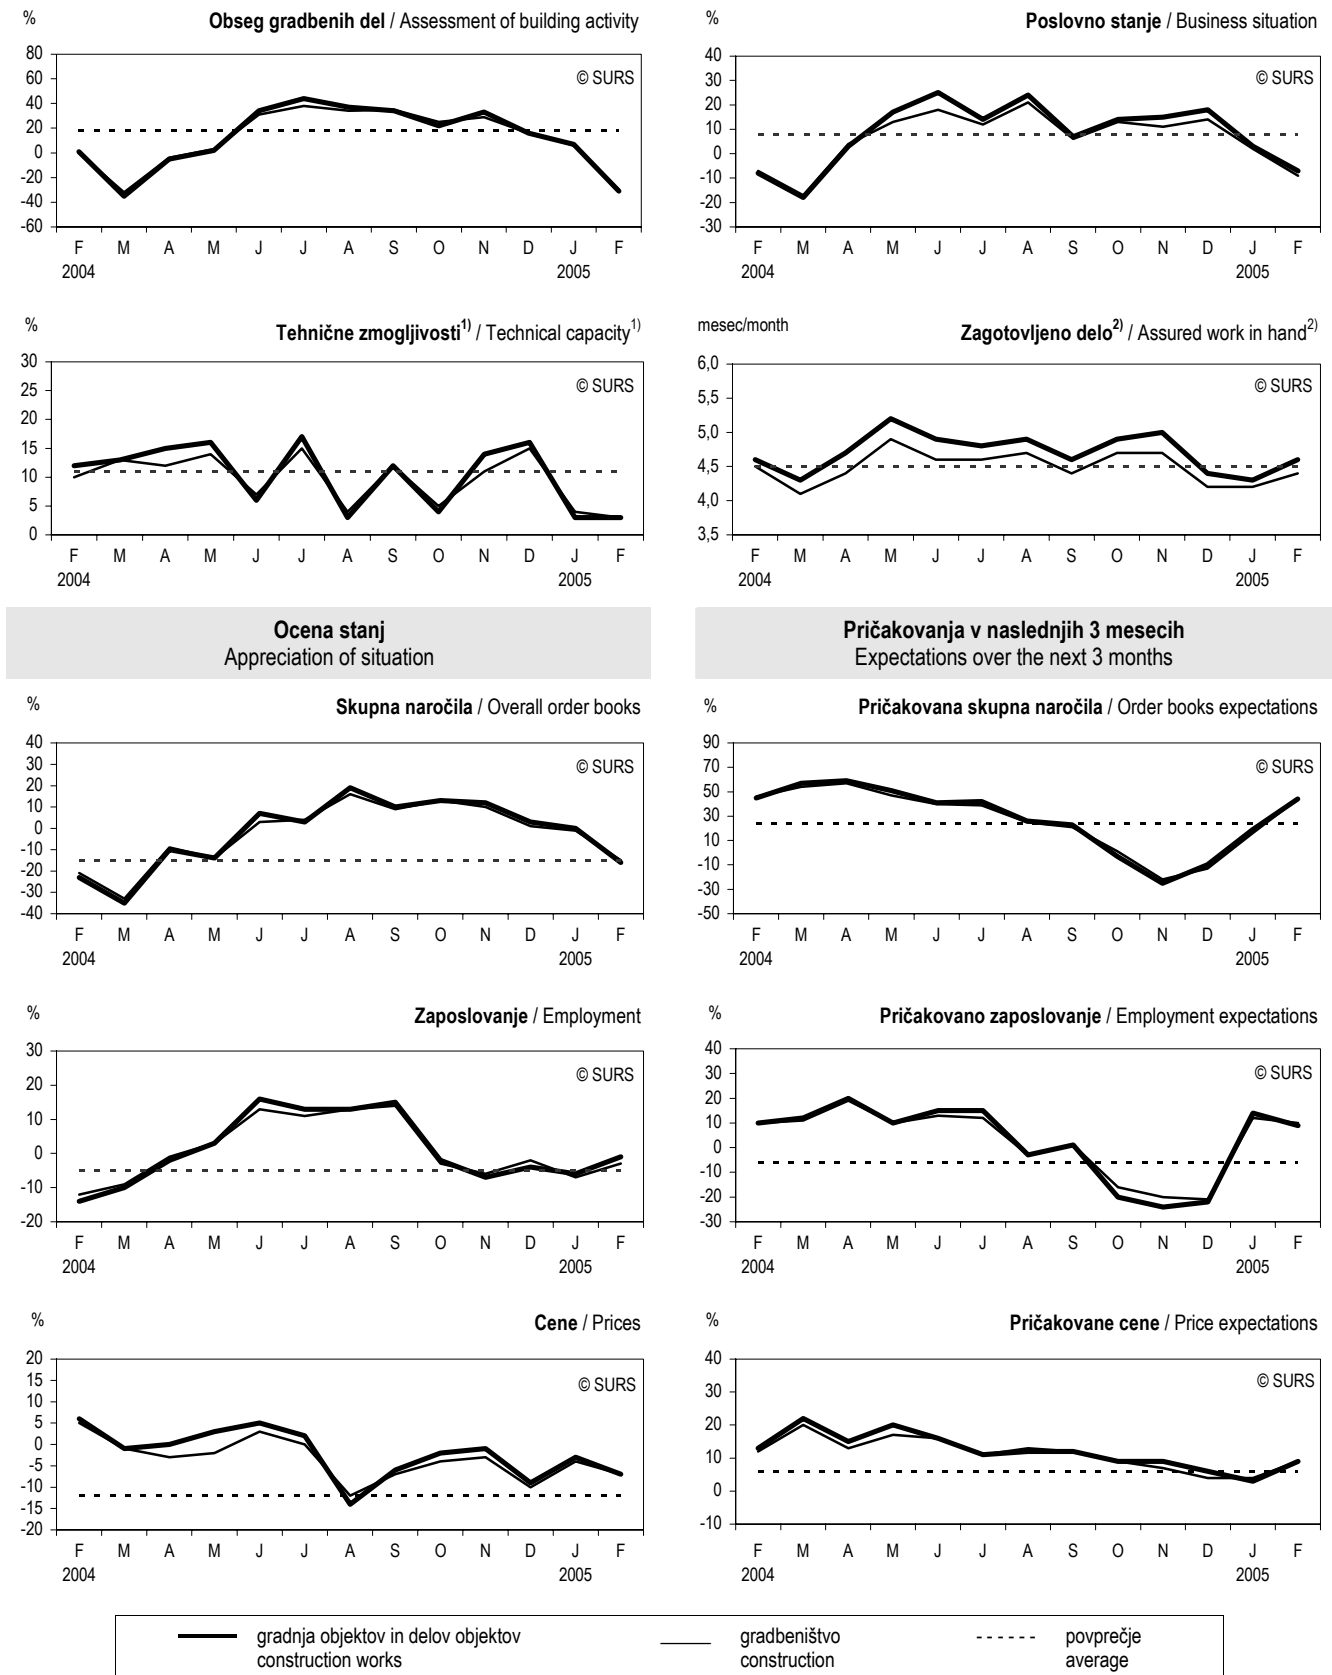 %
Obseg gradbenih del / Assessment of building activity
80
60
40
20
0
-20
-40
-60
© SURS
F M A M J J A S O N D J F
2004 2005
%
Poslovno stanje / Business situation
40
30
20
10
0
-10
-20
-30
© SURS
F M A M J J A S O N D J F
2004 2005
%
Tehnične zmogljivosti1) / Technical capacity1)
30
25
20
15
10
5
0
© SURS
F M A M J J A S O N D J F
2004 2005
mesec/month
Zagotovljeno delo2) / Assured work in hand2)
6,0
5,5
5,0
4,5
4,0
3,5
© SURS
F M A M J J A S O N D J F
2004 2005
Ocena stanj
Appreciation of situation
Pričakovanja v naslednjih 3 mesecih
Expectations over the next 3 months
%
Skupna naročila / Overall order books
40
30
20
10
0
-10
-20
-30
-40
© SURS
F M A M J J A S O N D J F
2004 2005
%
Pričakovana skupna naročila / Order books expectations
90
70
50
30
10
-10
-30
-50
© SURS
F M A M J J A S O N D J F
2004 2005
%
Zaposlovanje / Employment
30
20
10
0
-10
-20
© SURS
F M A M J J A S O N D J F
2004 2005
%
Pričakovano zaposlovanje / Employment expectations
40
30
20
10
0
-10
-20
-30
© SURS
F M A M J J A S O N D J F
2004 2005
%
Cene / Prices
20
15
10
5
0
-5
-10
-15
-20
© SURS
F M A M J J A S O N D J F
2004 2005
%
Pričakovane cene / Price expectations
40
30
20
10
0
-10
© SURS
F M A M J J A S O N D J F
2004 2005
gradnja objektov in delov objektov
construction works
gradbeništvo
construction
povprečje
average